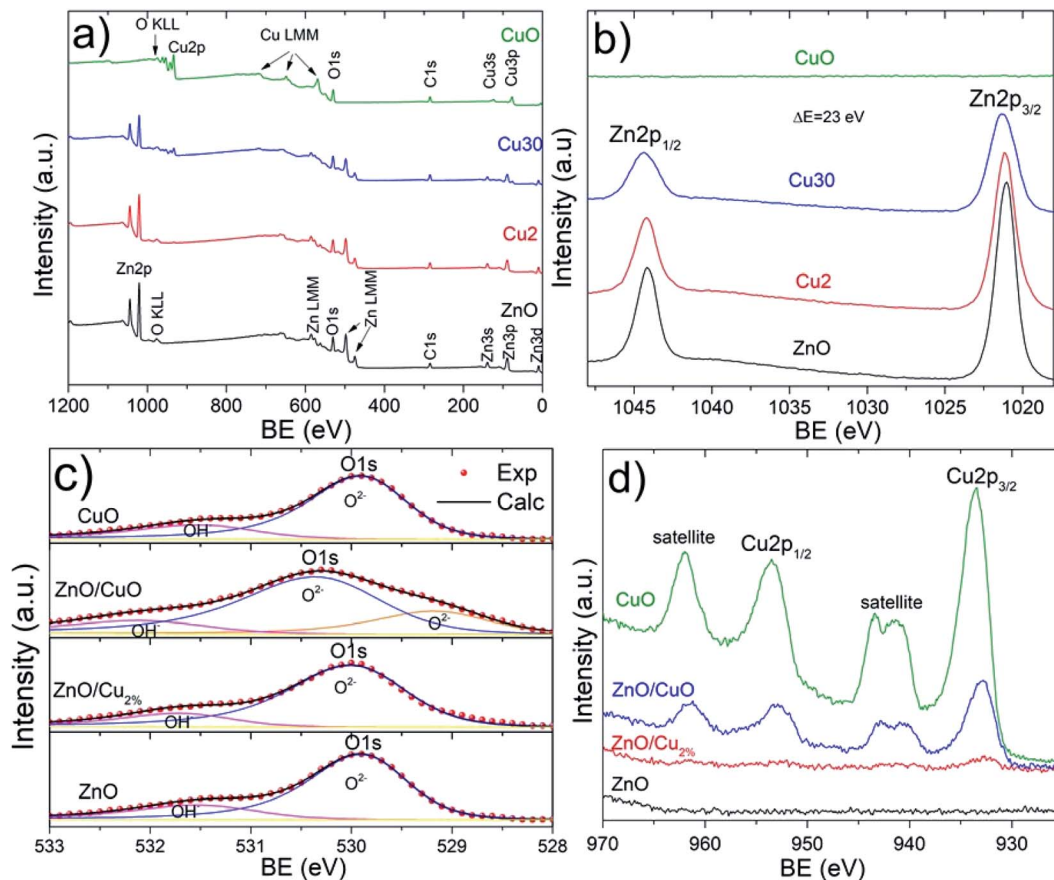 a)
O KLL
Cu2p
Cu LMM
O1s
CuO
C1s
Cu3s
Cu3p
Cu30
Cu2
Zn2p
O KLL
Zn LMM
O1s
Zn LMM
ZnO
C1s
Zn3s
Zn3p
Zn3d
Intensity (a.u.)
1200 1000 800 600 400 200 0
BE (eV)
b)
CuO
ΔE=23 eV
Zn2p3/2
Zn2p1/2
Cu30
Cu2
ZnO
Intensity (a.u.)
1045 1040 1035 1030 1025 1020
BE (eV)
c)
O1s
Exp
O2-
Calc
CuO
OH-
O1s
ZnO/CuO
O2-
OH-
O2-
O1s
ZnO/Cu2%
O2-
OH-
O1s
ZnO
O2-
OH-
Intensity (a.u.)
533 532 531 530 529 528
BE (eV)
d)
Cu2p3/2
satellite
Cu2p1/2
satellite
CuO
ZnO/CuO
ZnO/Cu2%
ZnO
Intensity (a.u.)
970 960 950 940 930
BE (eV)